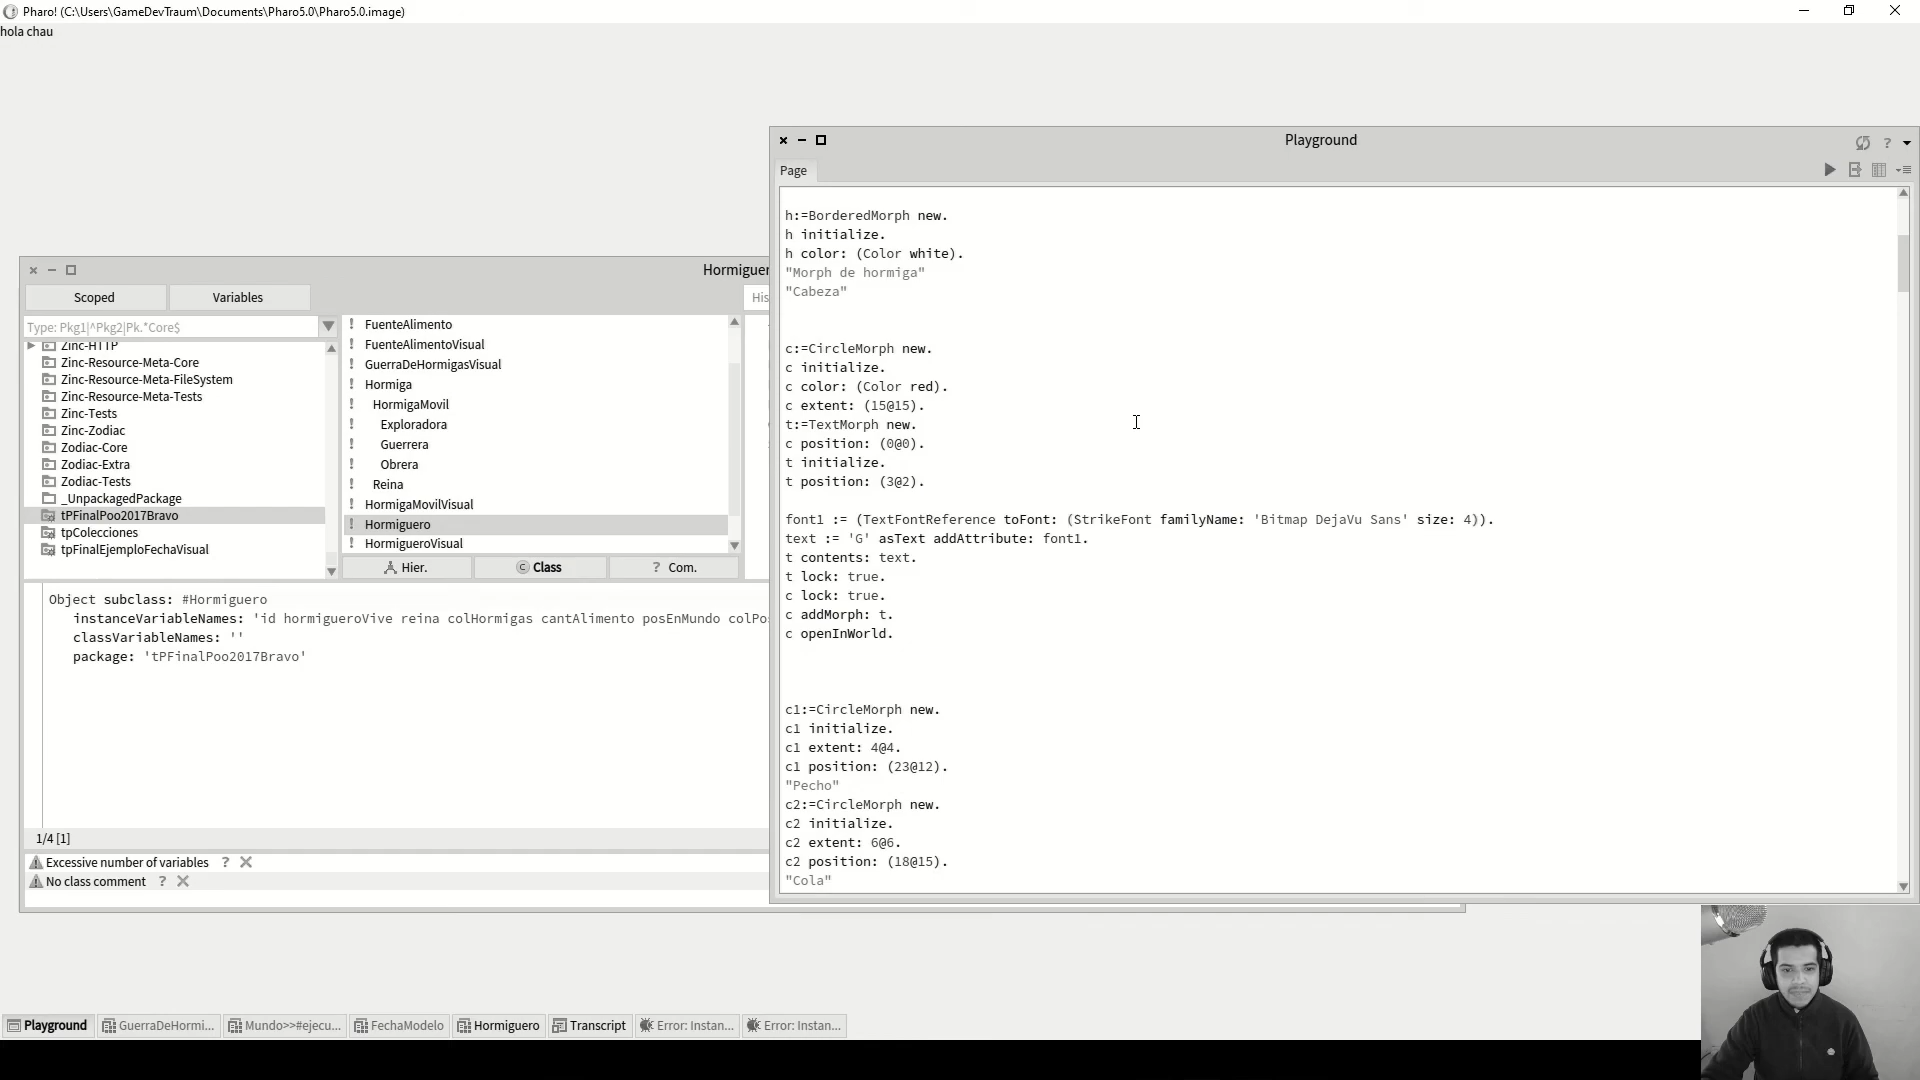 Pharo! (C:\Users\GameDevTraum\Documents\Pharo5.0\Pharo5.0.image)
hola chau
Playground
Page
h:=BorderedMorph new.
h initialize.
h color: (Color white).
"Morph de hormiga"
"Cabeza"
c:=CircleMorph new.
c initialize.
c color: (Color red).
c extent: (15@15).
t:=TextMorph new.
c position: (0@0).
t initialize.
t position: (3@2).
font1 := (TextFontReference toFont: (StrikeFont familyName: 'Bitmap DejaVu Sans' size: 4)).
text := 'G' asText addAttribute: font1.
t contents: text.
t lock: true.
c lock: true.
c addMorph: t.
c openInWorld.
c1:=CircleMorph new.
c1 initialize.
c1 extent: 4@4.
c1 position: (23@12).
"Pecho"
c2:=CircleMorph new.
c2 initialize.
c2 extent: 6@6.
c2 position: (18@15).
"Cola"
Hormiguer
Scoped
Variables
His
Type: Pkg1|^Pkg2|Pk.*Core$
Zinc-HTTP
Zinc-Resource-Meta-Core
Zinc-Resource-Meta-FileSystem
Zinc-Resource-Meta-Tests
Zinc-Tests
Zinc-Zodiac
Zodiac-Core
Zodiac-Extra
Zodiac-Tests
_UnpackagedPackage
tPFinalPoo2017Bravo
tpColecciones
tpFinalEjemploFechaVisual
FuenteAlimento
FuenteAlimentoVisual
GuerraDeHormigasVisual
Hormiga
HormigaMovil
Exploradora
Guerrera
Obrera
Reina
HormigaMovilVisual
Hormiguero
HormigueroVisual
Hier.
Class
? Com.
Object subclass: #Hormiguero
instanceVariableNames: 'id hormigueroVive reina colHormigas cantAlimento posEnMundo colPo
classVariableNames: ''
package: 'tPFinalPoo2017Bravo'
1/4 [1]
Excessive number of variables ?
No class comment ?
Playground
GuerraDeHormi...
Mundo>>#ejecu...
FechaModelo
Hormiguero
Transcript
Error: Instan...
Error: Instan...